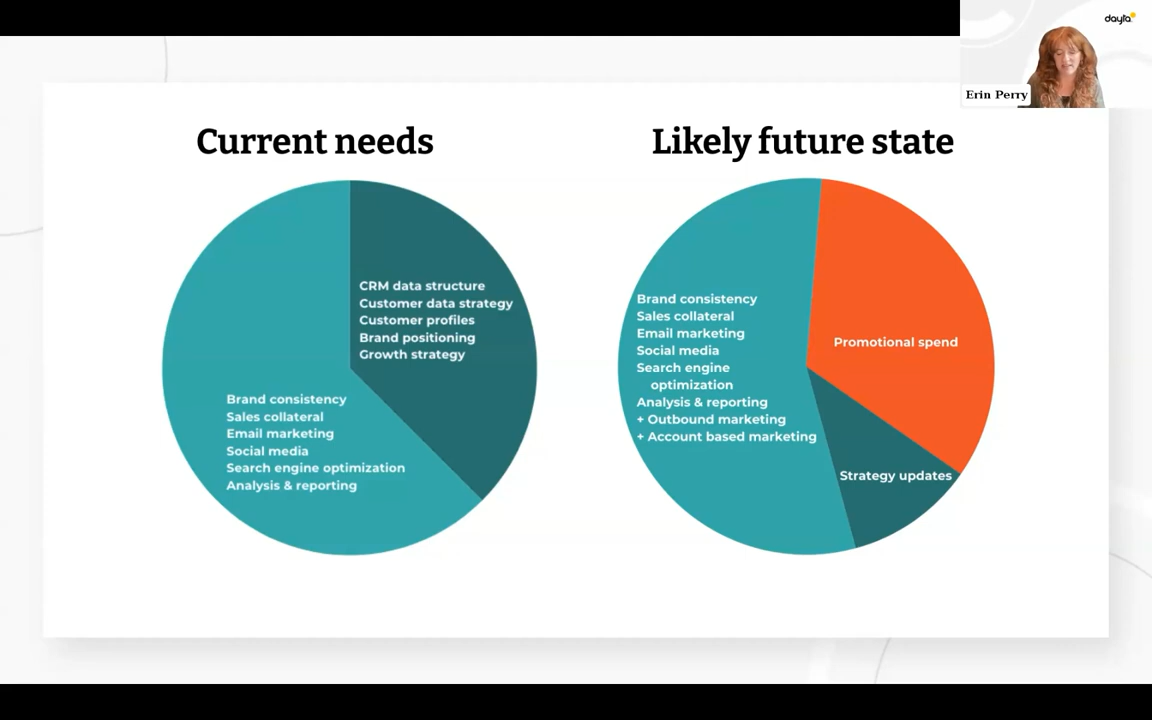 dayta
Erin Perry
Current needs
Likely future state
CRM data structure
Customer data strategy
Customer profiles
Brand positioning
Growth strategy
Brand consistency
Sales collateral
Email marketing
Social media
Search engine optimization
Analysis & reporting
Brand consistency
Sales collateral
Email marketing
Social media
Search engine
optimization
Analysis & reporting
+ Outbound marketing
+ Account based marketing
Promotional spend
Strategy updates